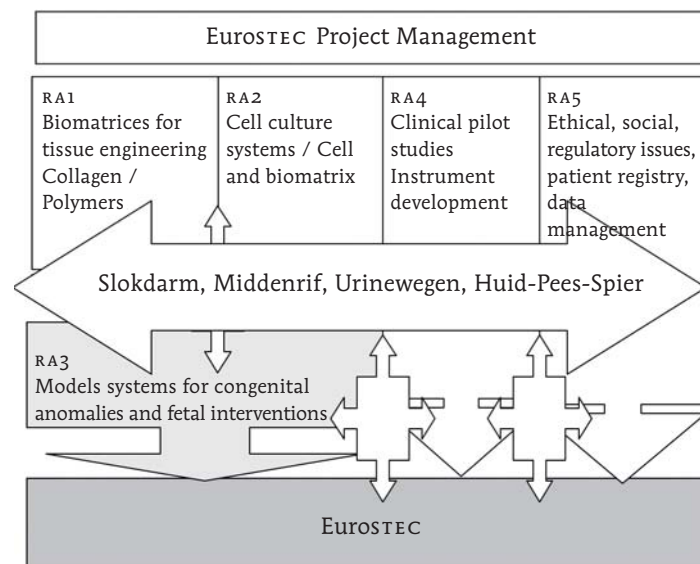 EuroSTEC Project Management
RA1
Biomatrices for
tissue engineering
Collagen /
Polymers
RA2
Cell culture
systems / Cell
and biomatrix
RA4
Clinical pilot
studies
Instrument
development
RA5
Ethical, social,
regulatory issues,
patient registry,
data
management
Slokdarm, Middenrif, Urinewegen, Huid-Pees-Spier
RA3
Models systems for congenital
anomalies and fetal interventions
EuroSTEC